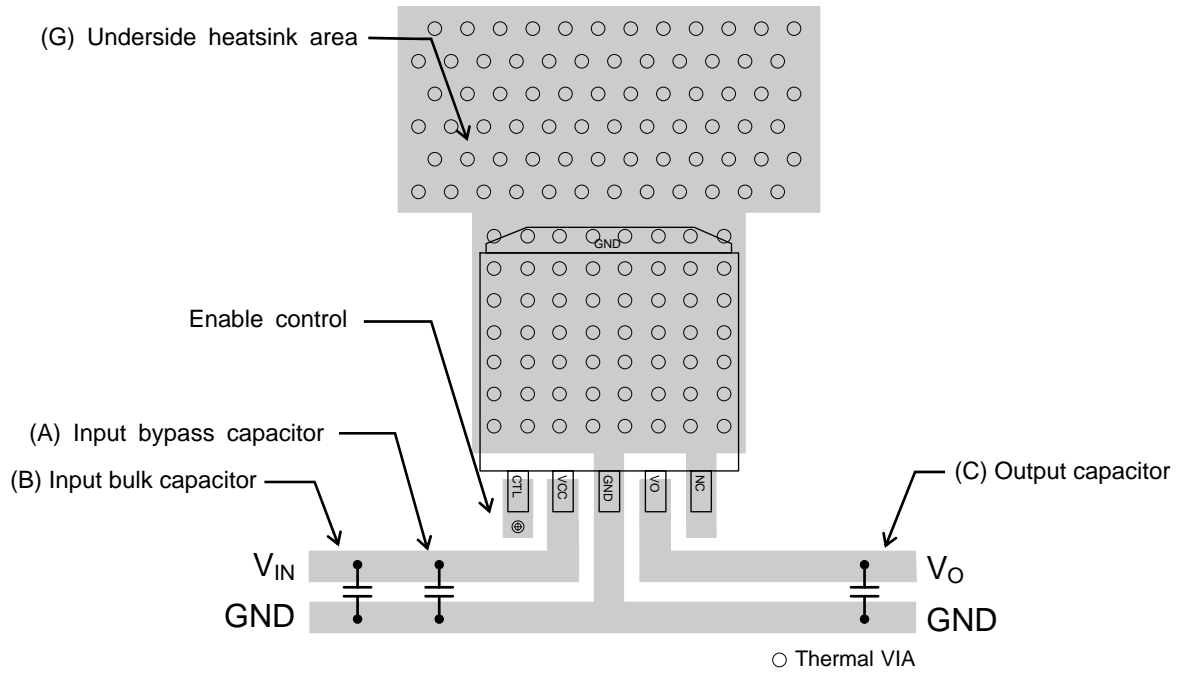 (G) Underside heatsink area
GND
Enable control
(A) Input bypass capacitor
(B) Input bulk capacitor
(C) Output capacitor
CTL
VCC
GND
VO
NC
VIN
VO
GND
GND
Thermal VIA